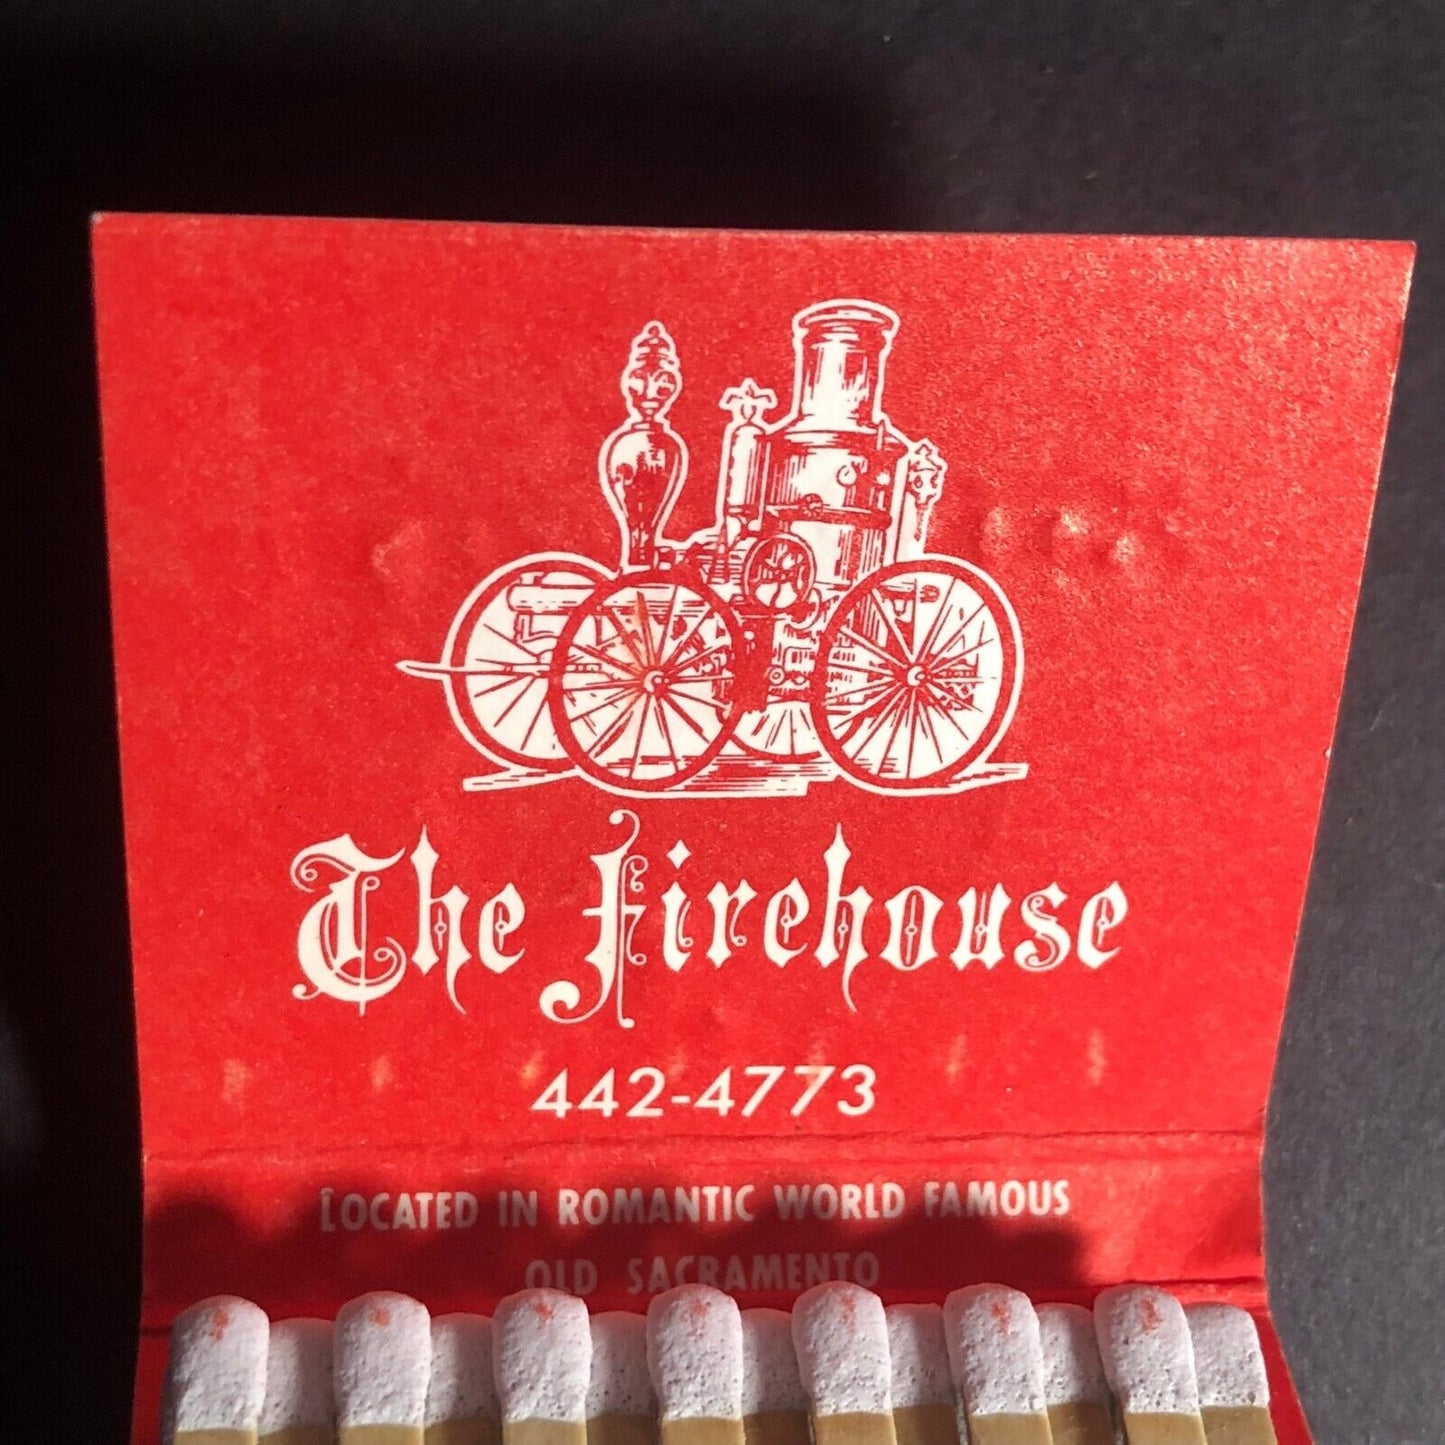 The Firehouse
442-4773
LOCATED IN ROMANTIC WORLD FAMOUS
OLD SACRAMENTO